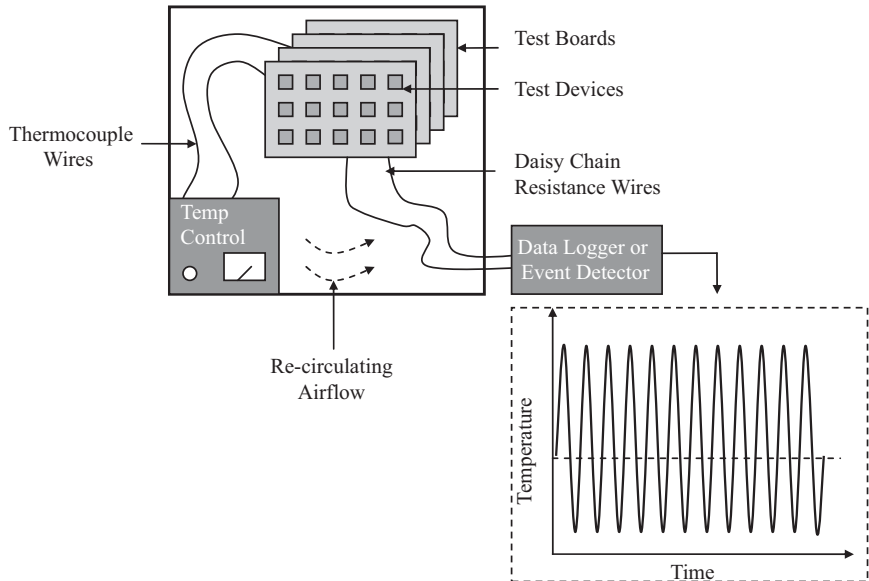 Test Boards
Test Devices
Thermocouple
Wires
Daisy Chain
Resistance Wires
Temp
Control
Data Logger or
Event Detector
Re-circulating
Airflow
Temperature
Time